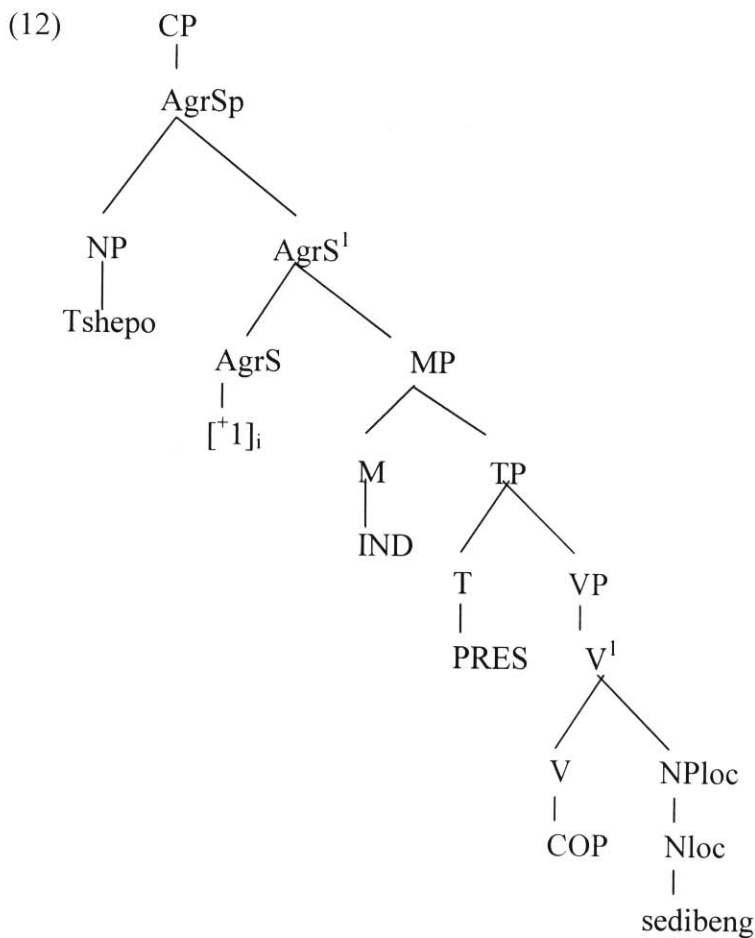 (12) CP
AgrSp
NP AgrS¹
Tshepo
AgrS MP
[⁺1]ᵢ
M TP
IND
T VP
PRES V¹
V NPloc
COP Nloc
sedibeng